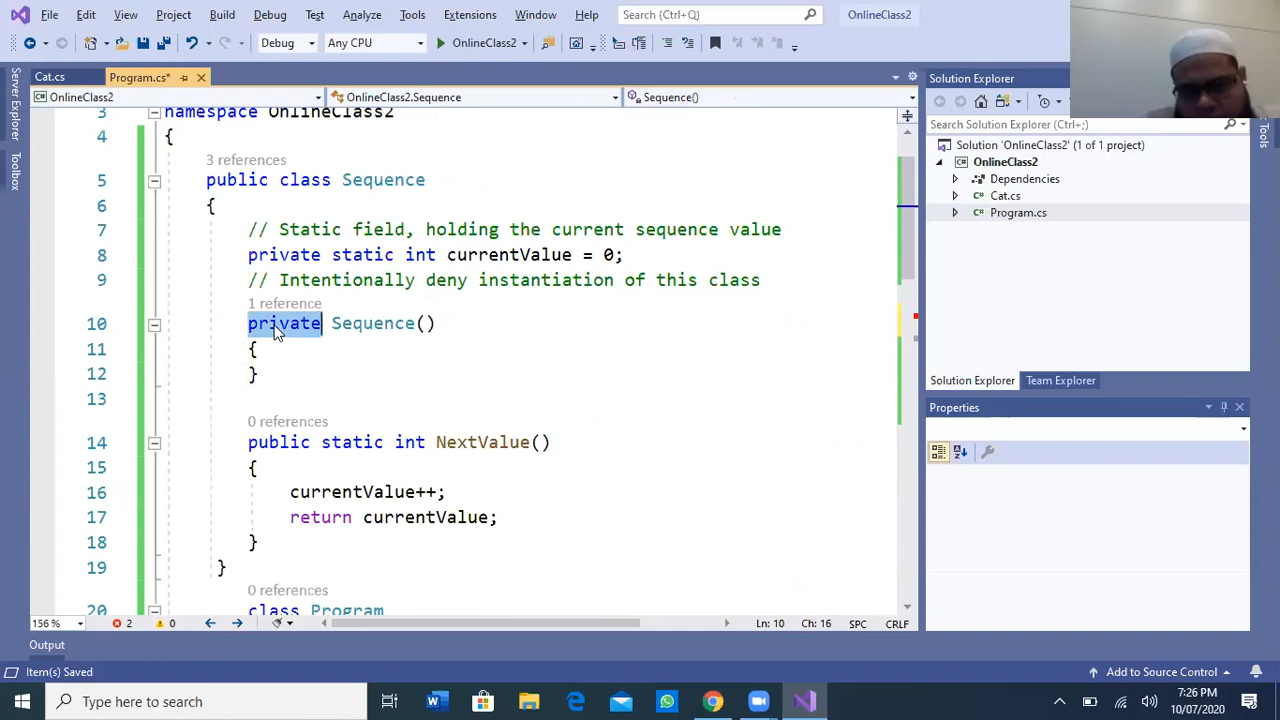 File Edit View Project Build Debug Test Analyze Tools Extensions Window Help Search (Ctrl+Q) OnlineClass2
Debug Any CPU OnlineClass2
Cat.cs Program.cs*
OnlineClass2 OnlineClass2.Sequence Sequence()
Server Explorer
Toolbox
3 namespace OnlineClass2
4 {
3 references
5 public class Sequence
6 {
7 // Static field, holding the current sequence value
8 private static int currentValue = 0;
9 // Intentionally deny instantiation of this class
1 reference
10 private Sequence()
11 {
12 }
13
0 references
14 public static int NextValue()
15 {
16 currentValue++;
17 return currentValue;
18 }
19 }
0 references
20 class Program
156 % 2 0 Ln: 10 Ch: 16 SPC CRLF
Output
Item(s) Saved Add to Source Control
Solution Explorer
Search Solution Explorer (Ctrl+;)
Solution 'OnlineClass2' (1 of 1 project)
OnlineClass2
Dependencies
Cat.cs
Program.cs
Solution Explorer Team Explorer
Properties
Tools
Type here to search
7:26 PM
10/07/2020